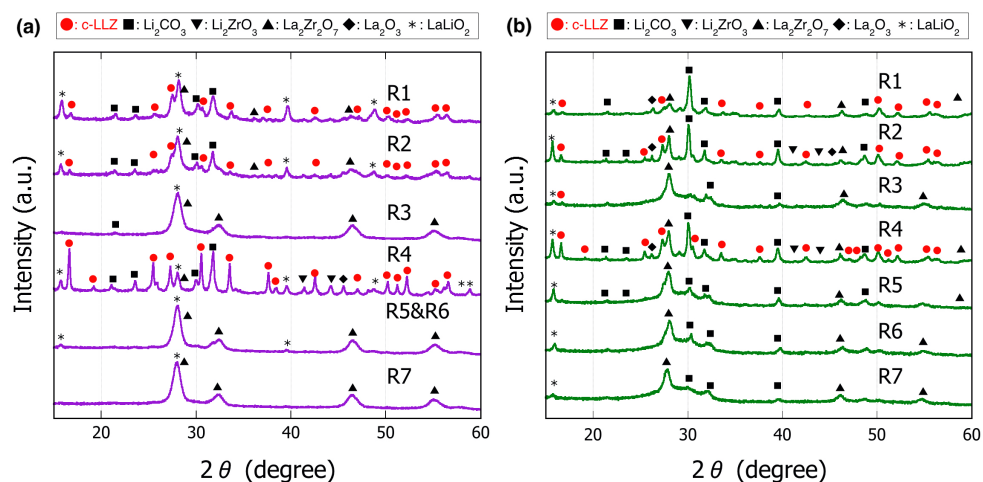 (a) ●: c-LLZ ■: Li₂CO₃ ▼: Li₂ZrO₃ ▲: La₂Zr₂O₇ ◆: La₂O₃ *: LaLiO₂
R1
R2
R3
R4
R5&R6
R7
Intensity (a.u.)
20 30 40 50 60
2 θ (degree)
(b) ●: c-LLZ ■: Li₂CO₃ ▼: Li₂ZrO₃ ▲: La₂Zr₂O₇ ◆: La₂O₃ *: LaLiO₂
R1
R2
R3
R4
R5
R6
R7
Intensity (a.u.)
20 30 40 50 60
2 θ (degree)